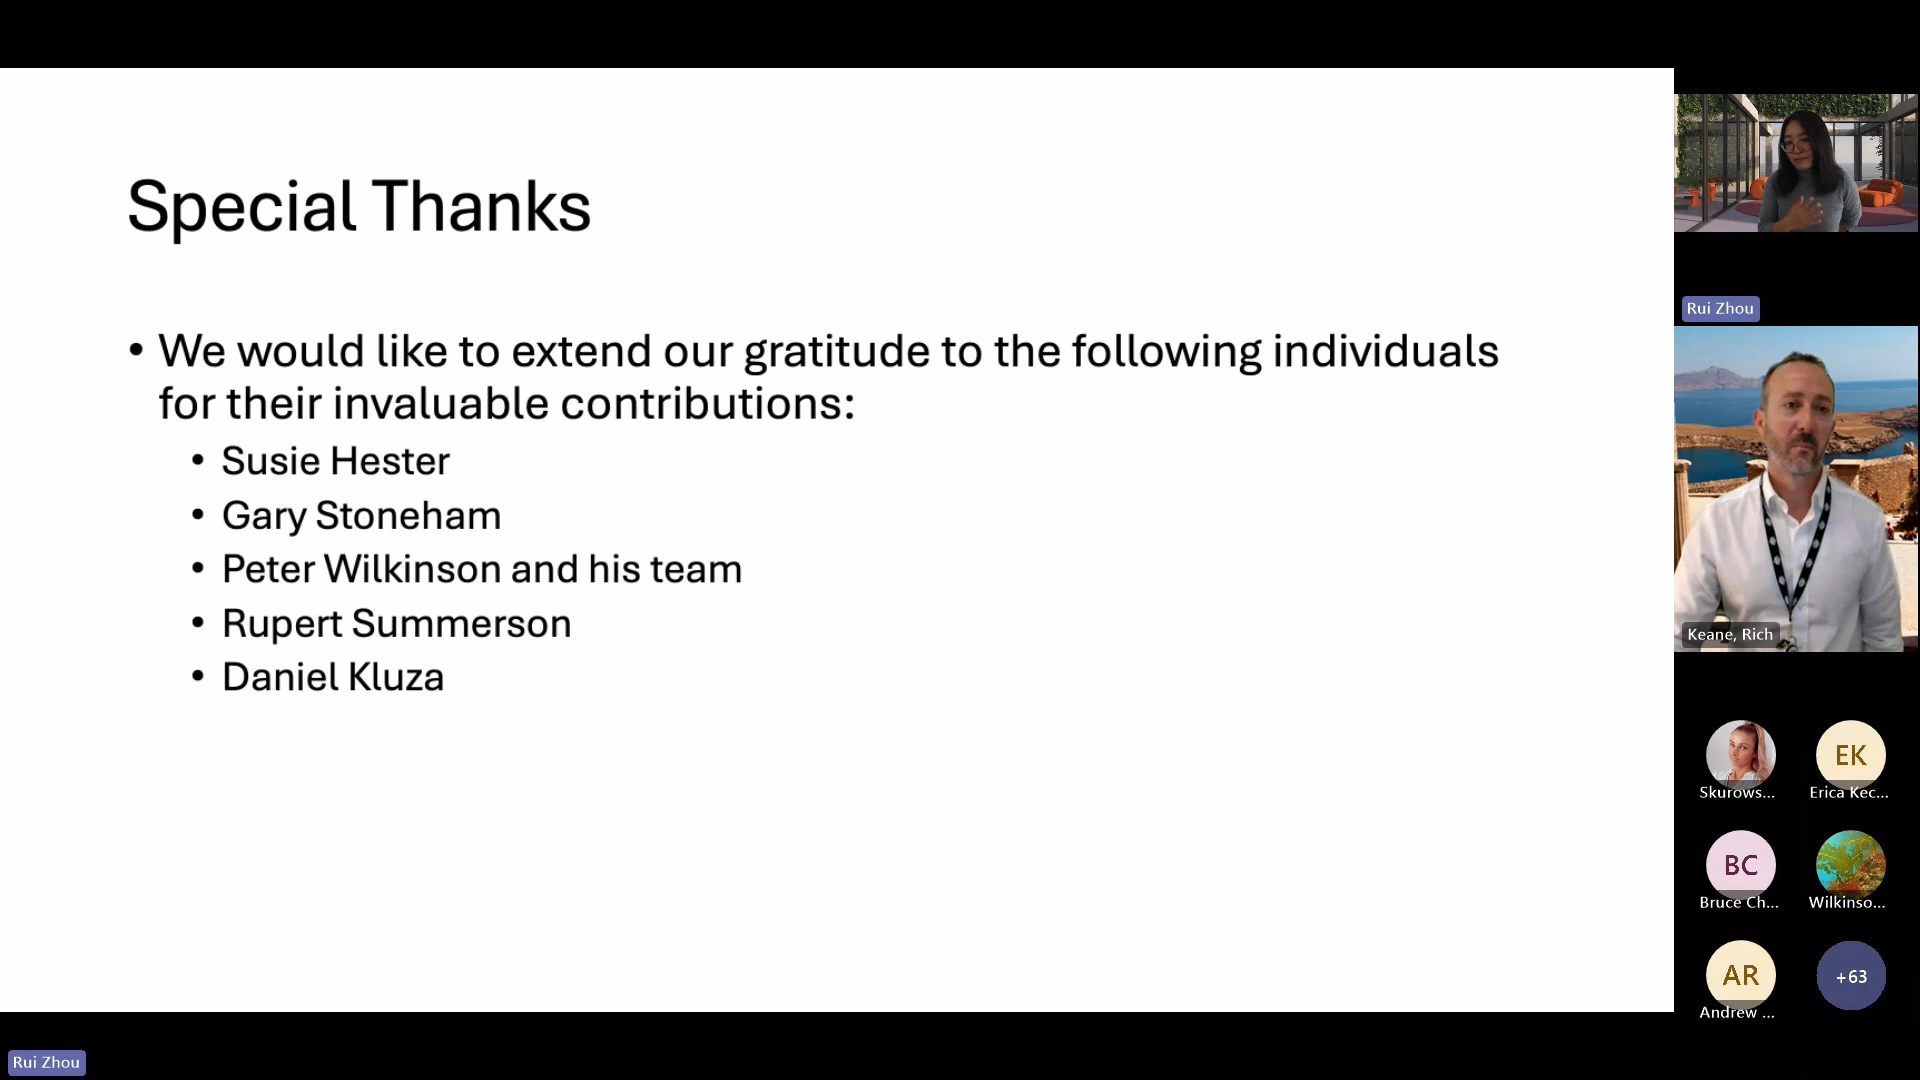 Special Thanks
• We would like to extend our gratitude to the following individuals
for their invaluable contributions:
• Susie Hester
• Gary Stoneham
• Peter Wilkinson and his team
• Rupert Summerson
• Daniel Kluza
Rui Zhou
Keane, Rich
Skurows...
EK
Erica Kec...
BC
Bruce Ch...
Wilkinso...
AR
Andrew ...
+63
Rui Zhou